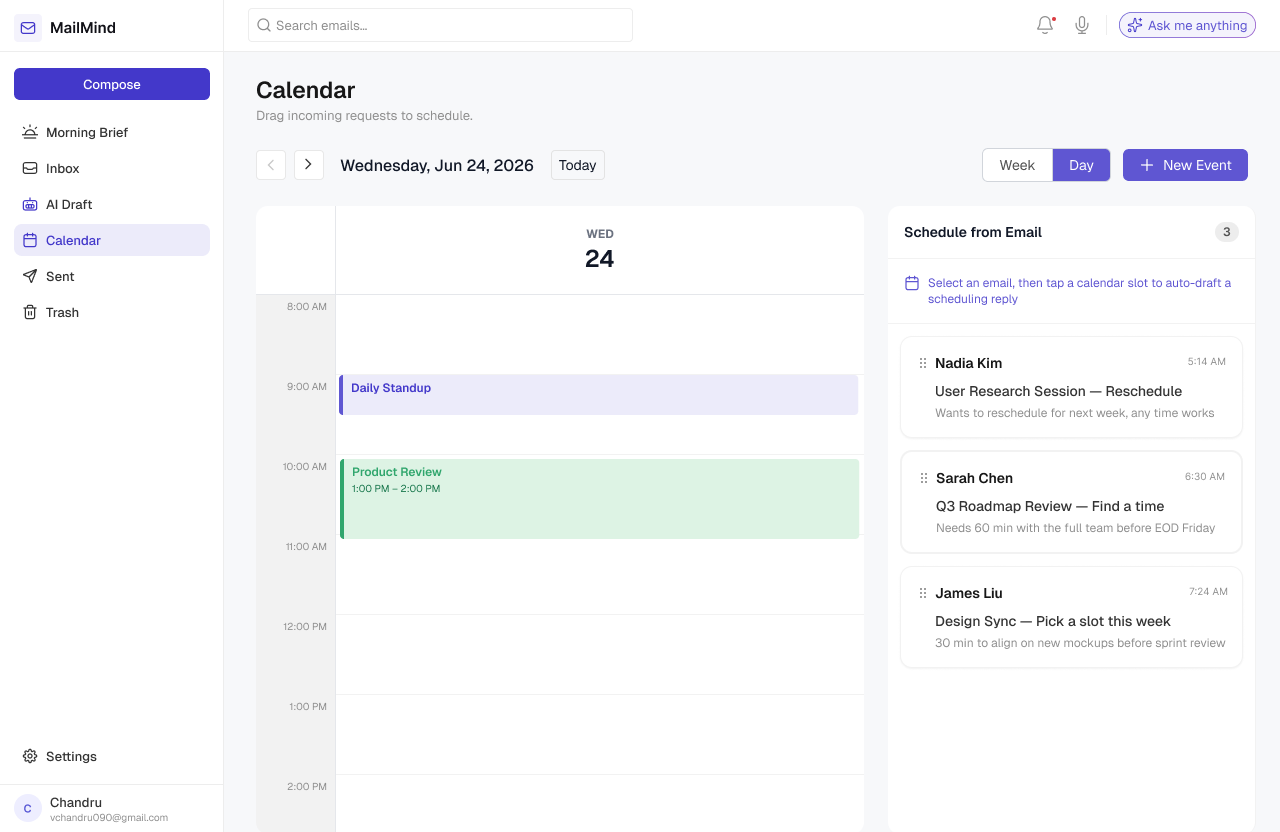 MailMind
Search emails...
Ask me anything
Compose
Morning Brief
Inbox
AI Draft
Calendar
Sent
Trash
Settings
C
Chandru
vchandru090@gmail.com
Calendar
Drag incoming requests to schedule.
Wednesday, Jun 24, 2026
Today
Week
Day
New Event
WED
24
8:00 AM
9:00 AM
Daily Standup
10:00 AM
Product Review
1:00 PM – 2:00 PM
11:00 AM
12:00 PM
1:00 PM
2:00 PM
Schedule from Email
3
Select an email, then tap a calendar slot to auto-draft a
scheduling reply
Nadia Kim
5:14 AM
User Research Session — Reschedule
Wants to reschedule for next week, any time works
Sarah Chen
6:30 AM
Q3 Roadmap Review — Find a time
Needs 60 min with the full team before EOD Friday
James Liu
7:24 AM
Design Sync — Pick a slot this week
30 min to align on new mockups before sprint review